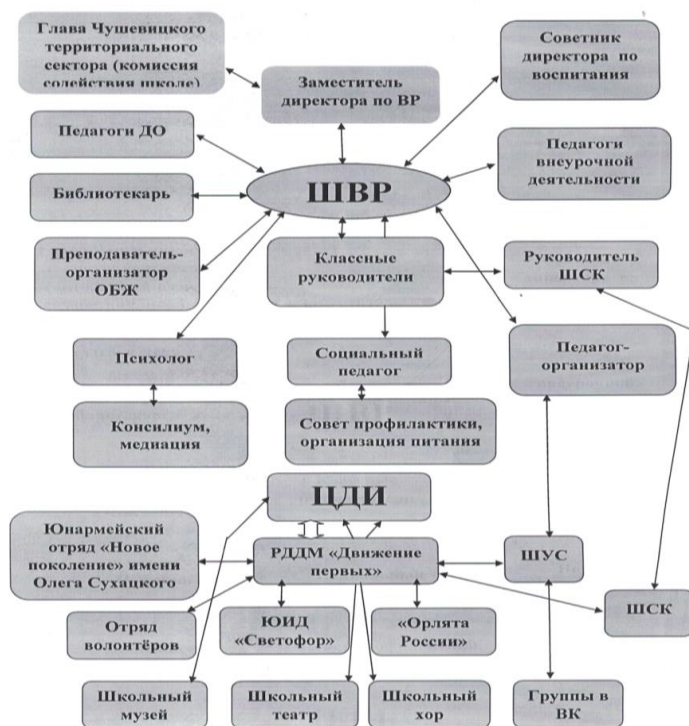 Глава Чушевицкого
территориального
сектора (комиссия
содействия школе)
Заместитель
директора по ВР
Советник
директора по
воспитания
Педагоги ДО
Педагоги
внеурочной
деятельности
Библиотекарь
ШВР
Преподаватель-
организатор
ОБЖ
Классные
руководители
Руководитель
ШСК
Психолог
Социальный
педагог
Педагог-
организатор
Консилиум,
медиация
Совет профилактики,
организация питания
ЦДИ
Юнармейский
отряд «Новое
поколение» имени
Олега Сухацкого
РДДМ «Движение
первых»
ШУС
ШСК
Отряд
волонтёров
ЮИД
«Светофор»
«Орлята
России»
Школьный
музей
Школьный
театр
Школьный
хор
Группы в
ВК